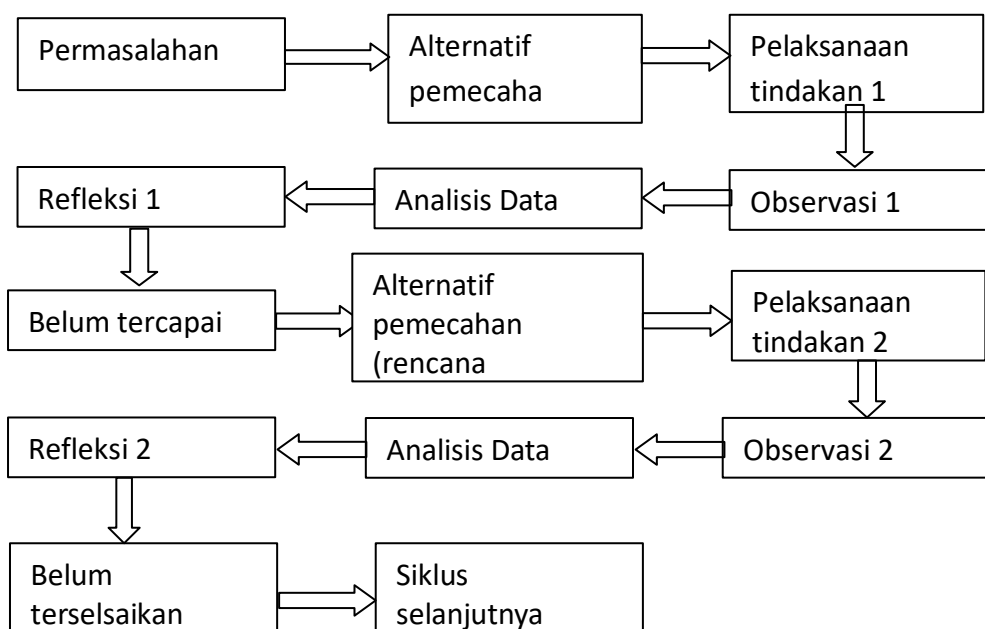 Permasalahan
Alternatif
pemecaha
Pelaksanaan
tindakan 1
Refleksi 1
Analisis Data
Observasi 1
Belum tercapai
Alternatif
pemecahan
(rencana
Pelaksanaan
tindakan 2
Refleksi 2
Analisis Data
Observasi 2
Belum
terselsaikan
Siklus
selanjutnya